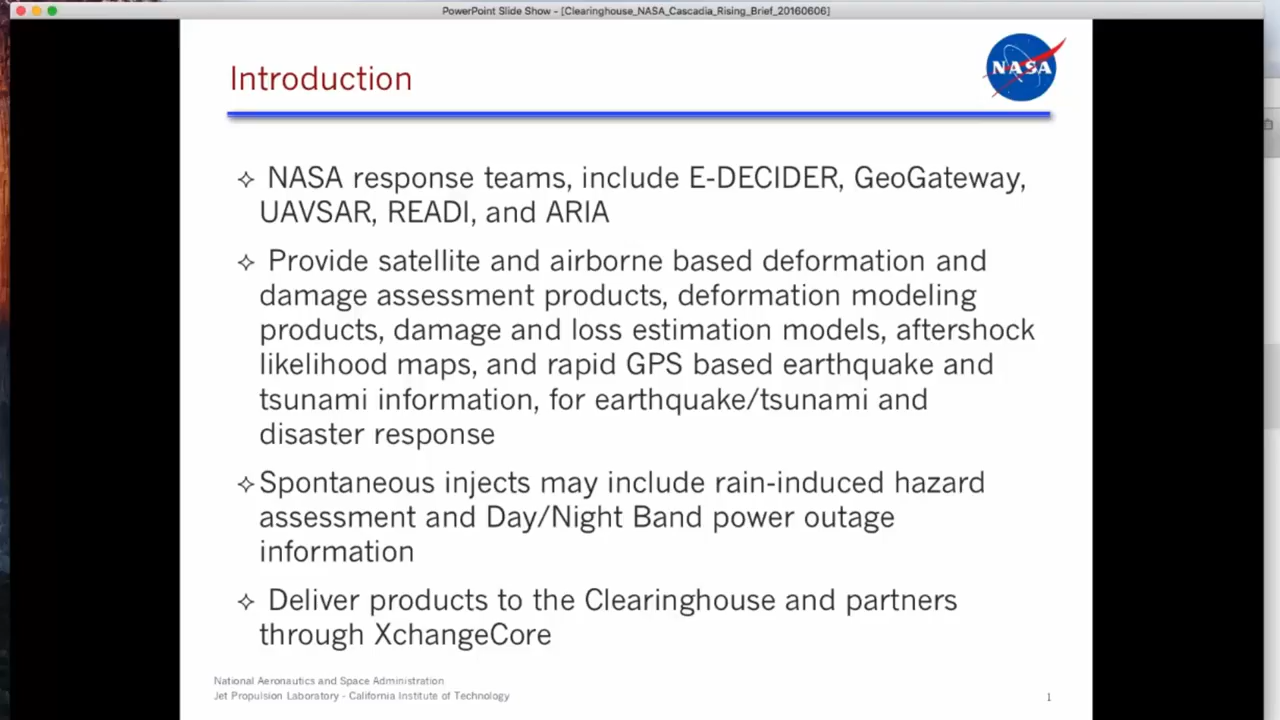 PowerPoint Slide Show - [Clearinghouse_NASA_Cascadia_Rising_Brief_20160606]
NASA
Introduction
✧ NASA response teams, include E-DECIDER, GeoGateway,
UAVSAR, READI, and ARIA
✧ Provide satellite and airborne based deformation and
damage assessment products, deformation modeling
products, damage and loss estimation models, aftershock
likelihood maps, and rapid GPS based earthquake and
tsunami information, for earthquake/tsunami and
disaster response
✧Spontaneous injects may include rain-induced hazard
assessment and Day/Night Band power outage
information
✧ Deliver products to the Clearinghouse and partners
through XchangeCore
National Aeronautics and Space Administration
Jet Propulsion Laboratory - California Institute of Technology
1